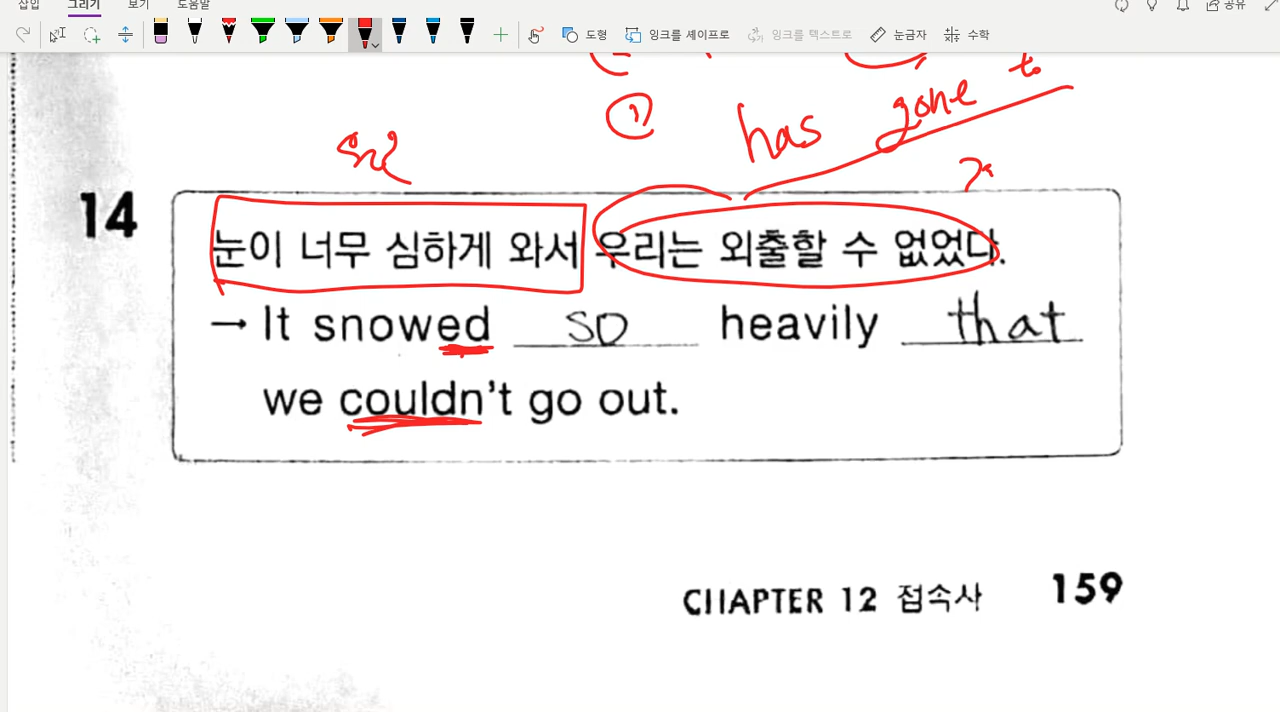 삽입 그리기 보기 도움말
공유
도형 잉크를 셰이프로 잉크를 텍스트로 눈금자 수학
① has gone to
14
눈이 너무 심하게 와서 우리는 외출할 수 없었다.
→ It snowed so heavily that
we couldn't go out.
CHAPTER 12 접속사 159